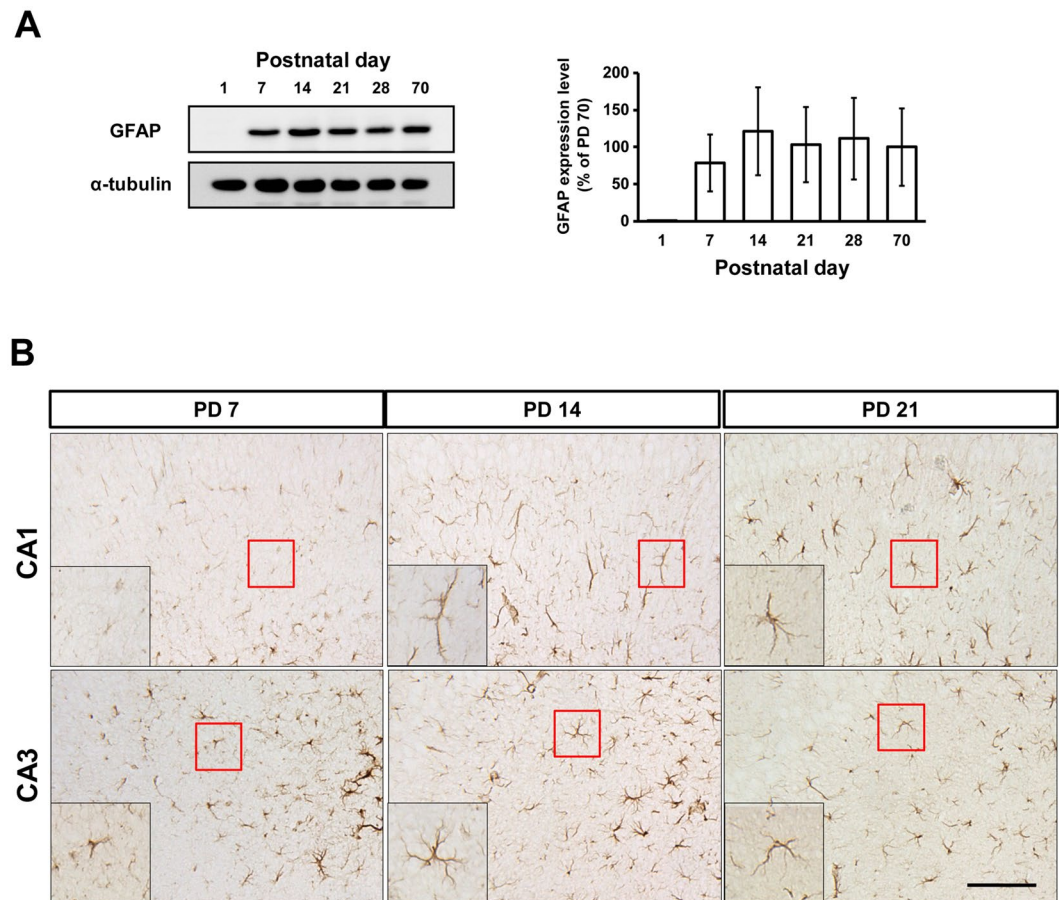 A
Postnatal day
1 7 14 21 28 70
GFAP
α-tubulin
GFAP expression level
(% of PD 70)
200
150
100
50
0
1 7 14 21 28 70
Postnatal day
B
PD 7 PD 14 PD 21
CA1
CA3